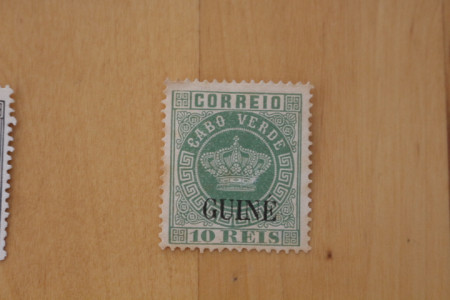 CORREIO
CABO VERDE
GUINÉ
10 REIS